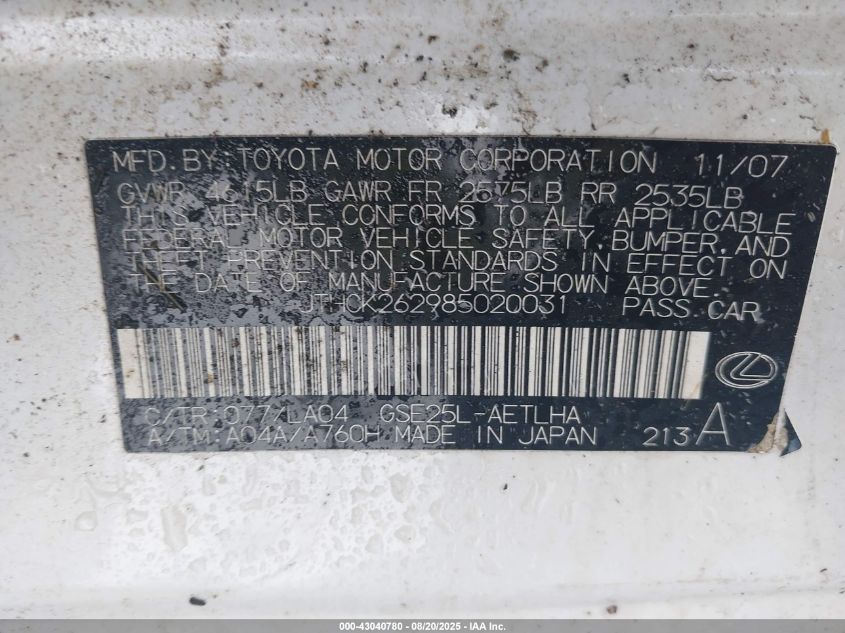 MFD. BY: TOYOTA MOTOR CORPORATION 11/07
GVWR 4615LB GAWR FR 2575LB RR 2535LB
THIS VEHICLE CONFORMS TO ALL APPLICABLE
FEDERAL MOTOR VEHICLE SAFETY, BUMPER, AND
THEFT PREVENTION STANDARDS IN EFFECT ON
THE DATE OF MANUFACTURE SHOWN ABOVE.
JTHCK262985020031 PASS.CAR
C/TR: 077/LA04 GSE25L-AETLHA
A/TM: A04A/A760H MADE IN JAPAN 213 A
000-43040780 - 08/20/2025 - IAA Inc.